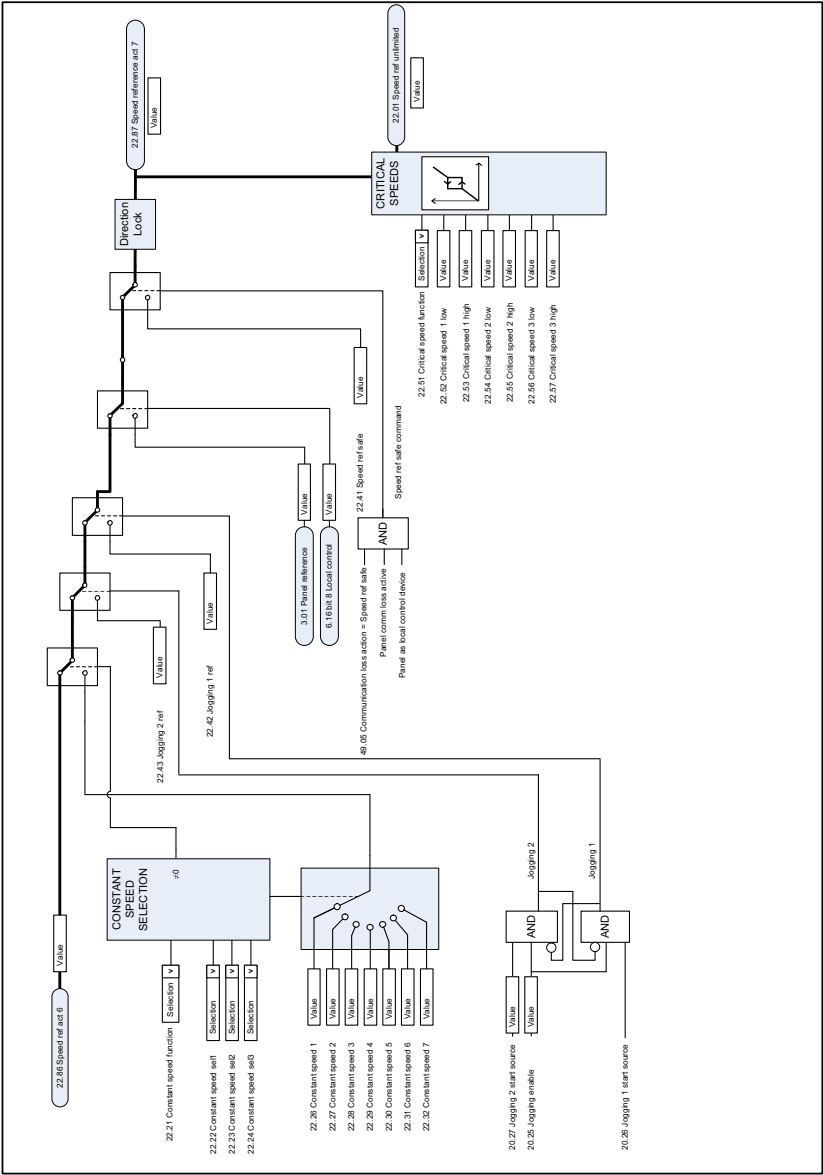 22.86 Speed ref act 6
Value
22.21 Constant speed function
Selection
v
22.22 Constant speed sel1
Selection
v
22.23 Constant speed sel2
Selection
v
22.24 Constant speed sel3
Selection
v
CONSTANT
SPEED
SELECTION
≠0
22.26 Constant speed 1
Value
22.27 Constant speed 2
Value
22.28 Constant speed 3
Value
22.29 Constant speed 4
Value
22.30 Constant speed 5
Value
22.31 Constant speed 6
Value
22.32 Constant speed 7
Value
20.27 Jogging 2 start source
Value
20.25 Jogging enable
Value
20.26 Jogging 1 start source
AND
AND
Jogging 2
Jogging 1
22.43 Jogging 2 ref
Value
22.42 Jogging 1 ref
Value
3.01 Panel reference
Value
6.16 bit 8 Local control
Value
22.41 Speed ref safe
Value
49.05 Communication loss action = Speed ref safe
Panel comm loss active
Panel as local control device
AND
Speed ref safe command
Direction
Lock
22.87 Speed reference act 7
Value
22.51 Critical speed function
Selection
v
22.52 Critical speed 1 low
Value
22.53 Critical speed 1 high
Value
22.54 Critical speed 2 low
Value
22.55 Critical speed 2 high
Value
22.56 Critical speed 3 low
Value
22.57 Critical speed 3 high
Value
CRITICAL
SPEEDS
22.01 Speed ref unlimited
Value